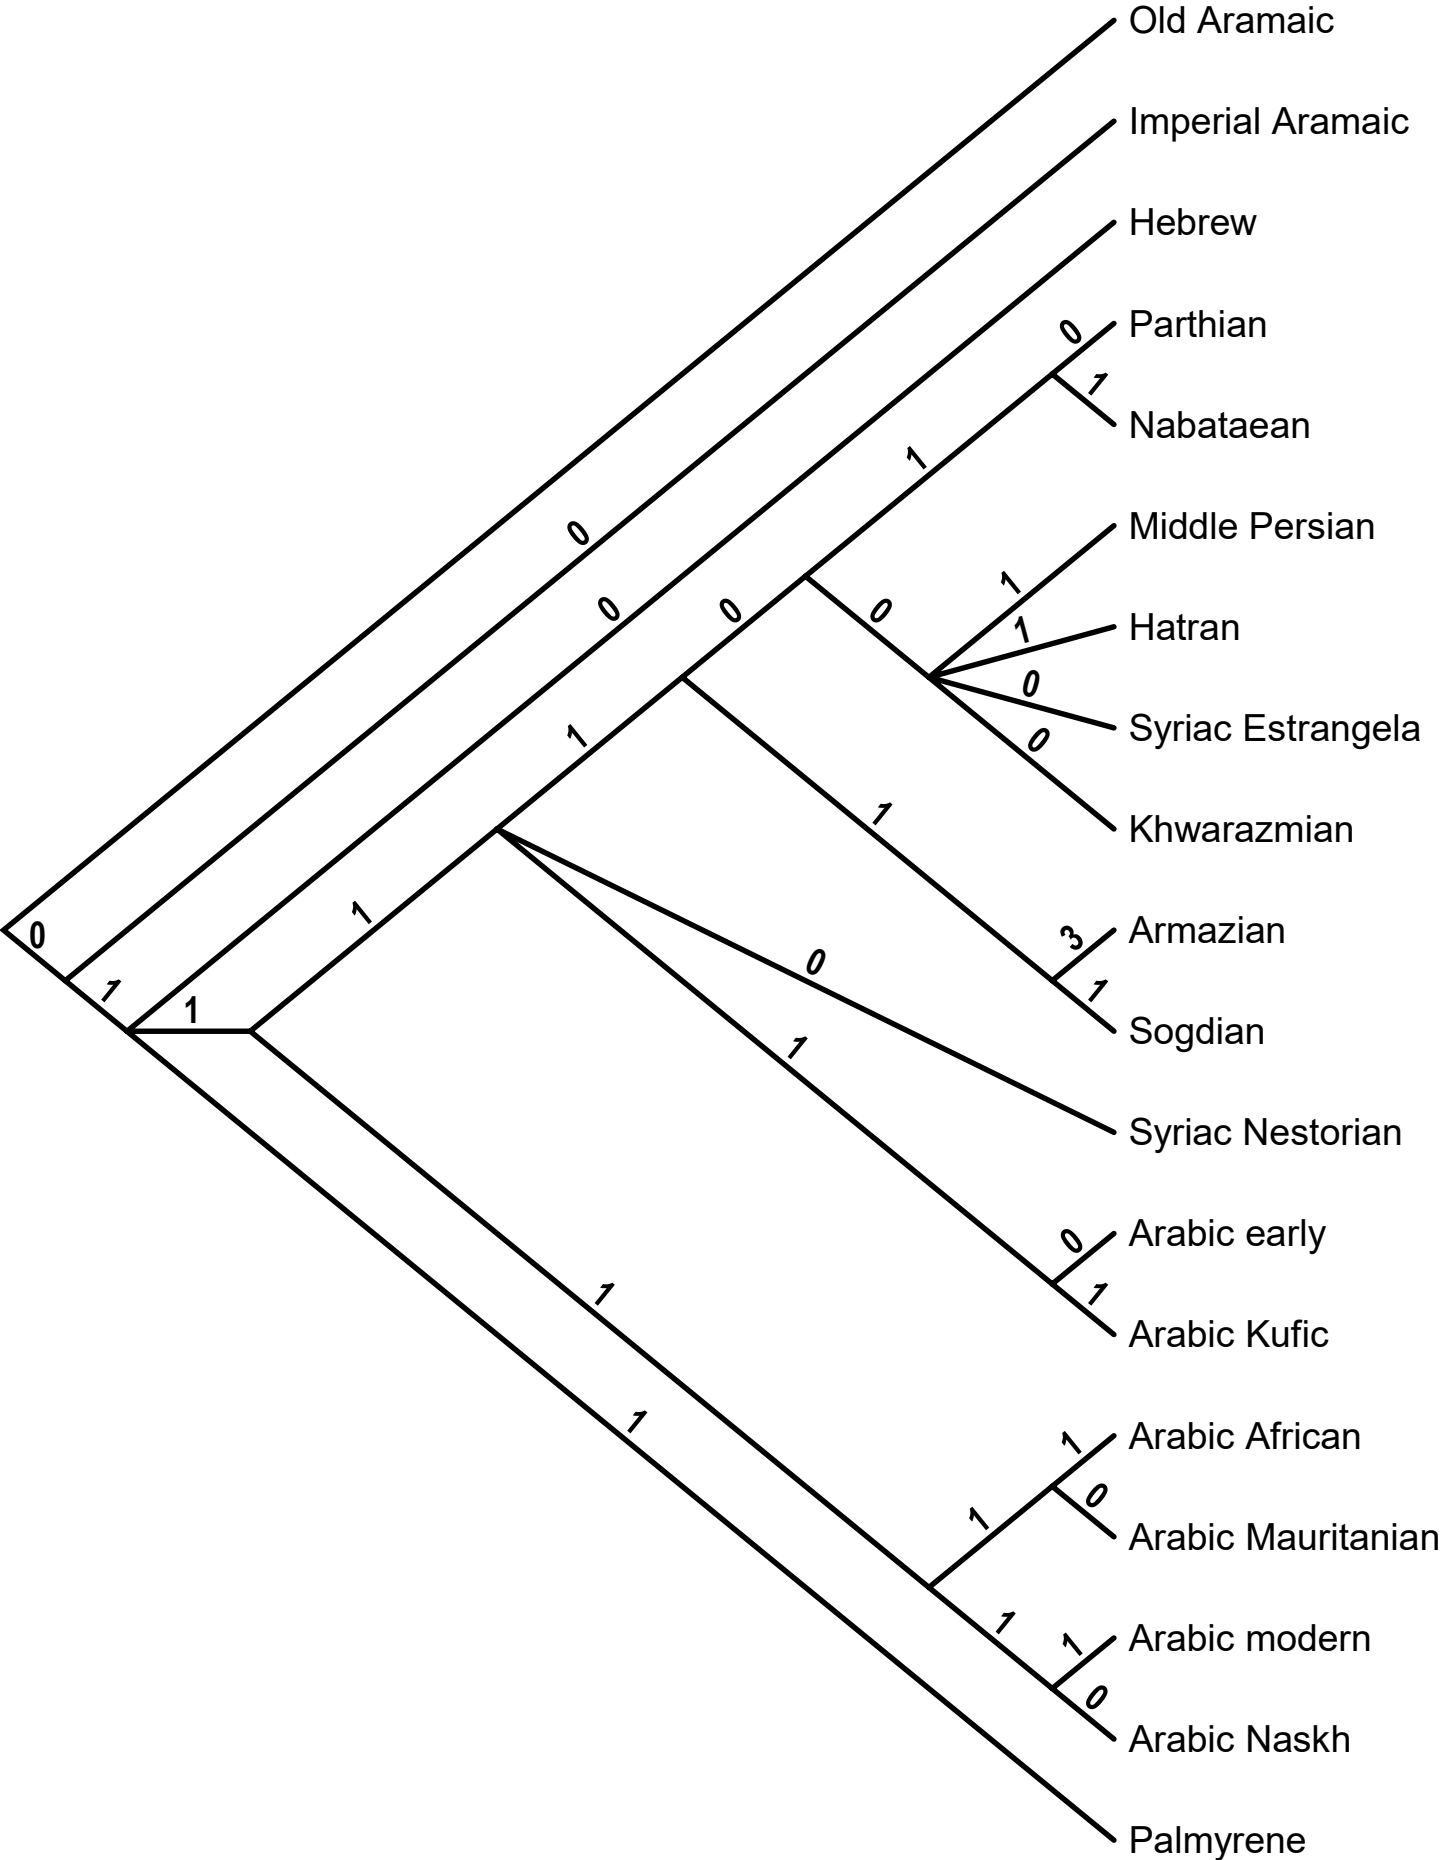 Old Aramaic
Imperial Aramaic
Hebrew
0 Parthian
1
Nabataean
1
0
Middle Persian
1
0 0 0
1 Hatran
0
1 0 Syriac Estrangela
1
Khwarazmian
1
0 3 Armazian
0
1 1 1
Sogdian
1
Syriac Nestorian
0 Arabic early
1 1
Arabic Kufic
1
1 Arabic African
0
1
Arabic Mauritanian
1 1 Arabic modern
0
Arabic Naskh
Palmyrene